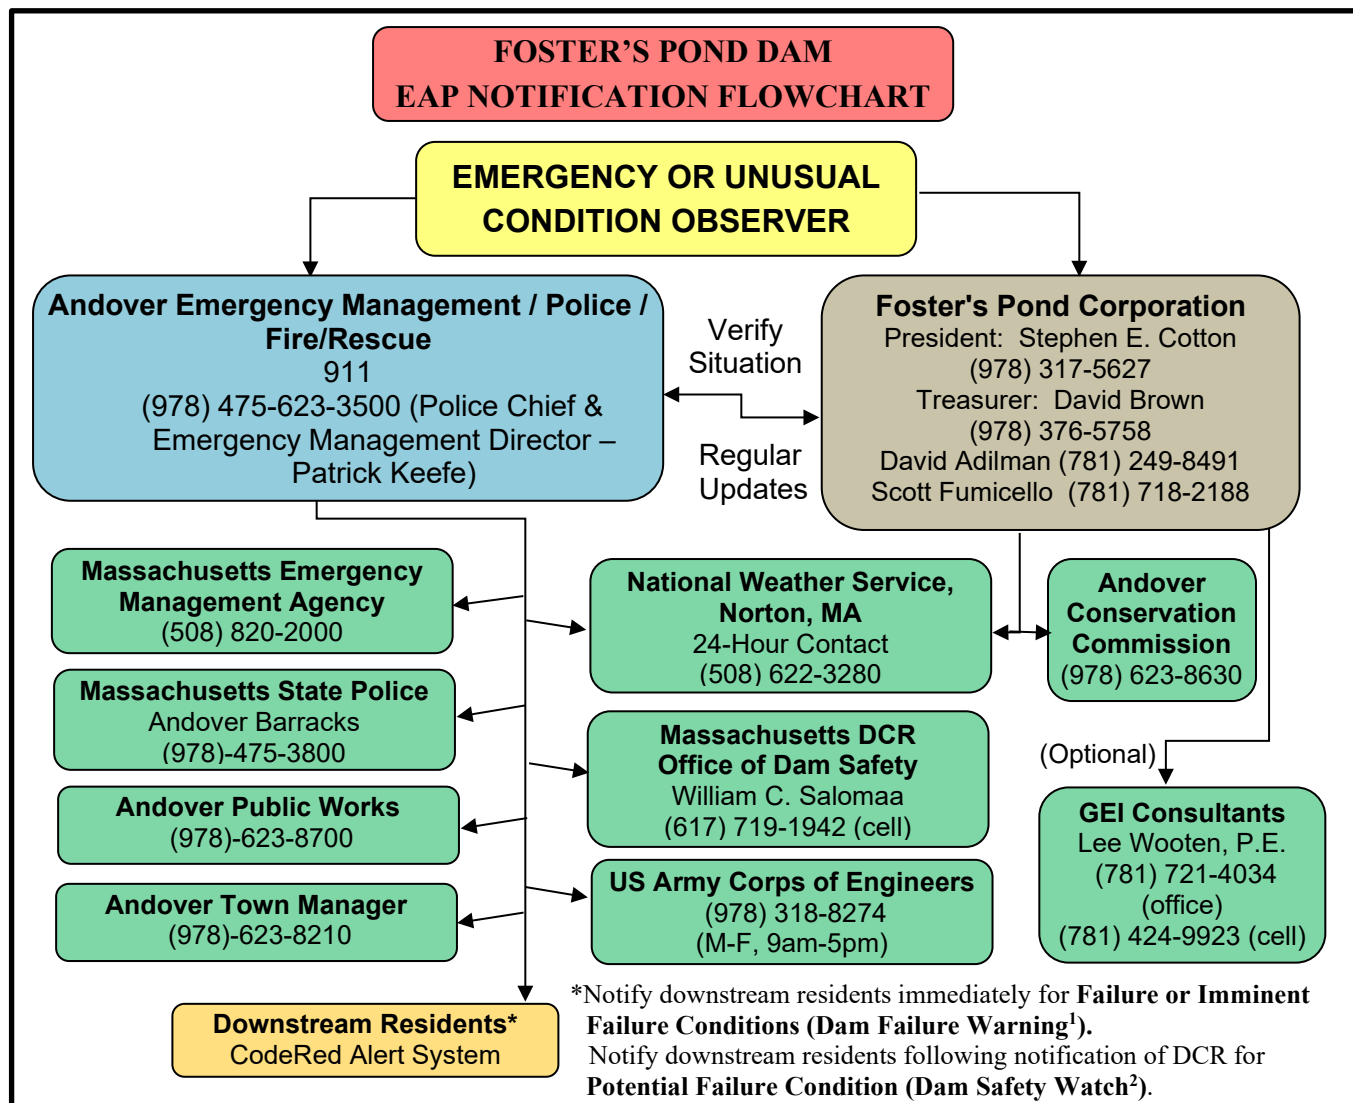 FOSTER’S POND DAM
EAP NOTIFICATION FLOWCHART
EMERGENCY OR UNUSUAL
CONDITION OBSERVER
Andover Emergency Management / Police /
Fire/Rescue
911
(978) 475-623-3500 (Police Chief &
Emergency Management Director –
Patrick Keefe)
Verify
Situation
Regular
Updates
Foster's Pond Corporation
President: Stephen E. Cotton
(978) 317-5627
Treasurer: David Brown
(978) 376-5758
David Adilman (781) 249-8491
Scott Fumicello (781) 718-2188
Massachusetts Emergency
Management Agency
(508) 820-2000
Massachusetts State Police
Andover Barracks
(978)-475-3800
Andover Public Works
(978)-623-8700
Andover Town Manager
(978)-623-8210
National Weather Service,
Norton, MA
24-Hour Contact
(508) 622-3280
Massachusetts DCR
Office of Dam Safety
William C. Salomaa
(617) 719-1942 (cell)
US Army Corps of Engineers
(978) 318-8274
(M-F, 9am-5pm)
Andover
Conservation
Commission
(978) 623-8630
(Optional)
GEI Consultants
Lee Wooten, P.E.
(781) 721-4034
(office)
(781) 424-9923 (cell)
Downstream Residents*
CodeRed Alert System
*Notify downstream residents immediately for Failure or Imminent
Failure Conditions (Dam Failure Warning¹).
Notify downstream residents following notification of DCR for
Potential Failure Condition (Dam Safety Watch²).